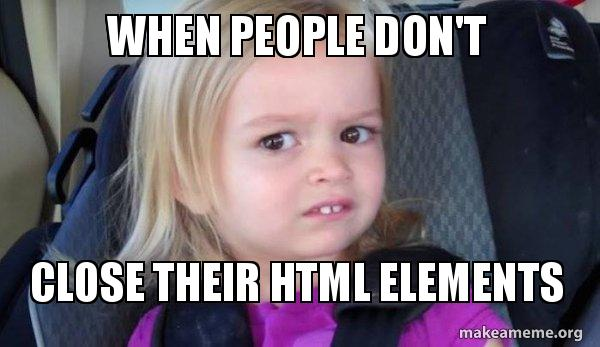 WHEN PEOPLE DON'T
CLOSE THEIR HTML ELEMENTS
makeameme.org